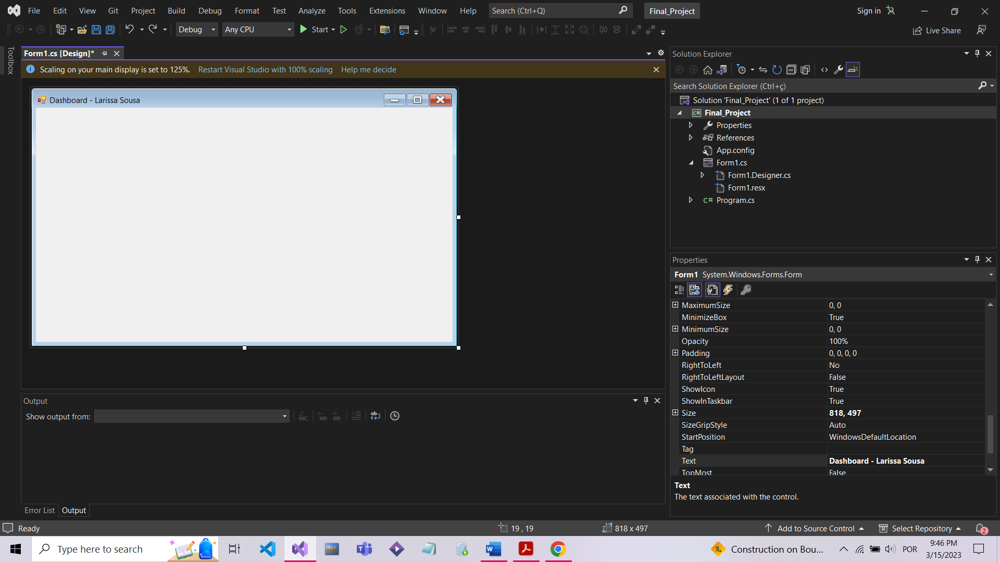 File Edit View Git Project Build Debug Format Test Analyze Tools Extensions Window Help Search (Ctrl+Q) Final_Project Sign in
Debug Any CPU Start Live Share
Toolbox
Form1.cs [Design]*
Scaling on your main display is set to 125%. Restart Visual Studio with 100% scaling Help me decide
Dashboard - Larissa Sousa
Output
Show output from:
Error List Output
Solution Explorer
Search Solution Explorer (Ctrl+ç)
Solution 'Final_Project' (1 of 1 project)
C# Final_Project
Properties
References
App.config
Form1.cs
Form1.Designer.cs
Form1.resx
C# Program.cs
Properties
Form1 System.Windows.Forms.Form
MaximumSize 0, 0
MinimizeBox True
MinimumSize 0, 0
Opacity 100%
Padding 0, 0, 0, 0
RightToLeft No
RightToLeftLayout False
ShowIcon True
ShowInTaskbar True
Size 818, 497
SizeGripStyle Auto
StartPosition WindowsDefaultLocation
Tag
Text Dashboard - Larissa Sousa
TopMost False
Text
The text associated with the control.
Ready 19 , 19 818 x 497 Add to Source Control Select Repository 2
Type here to search Construction on Bou... POR 9:46 PM
3/15/2023